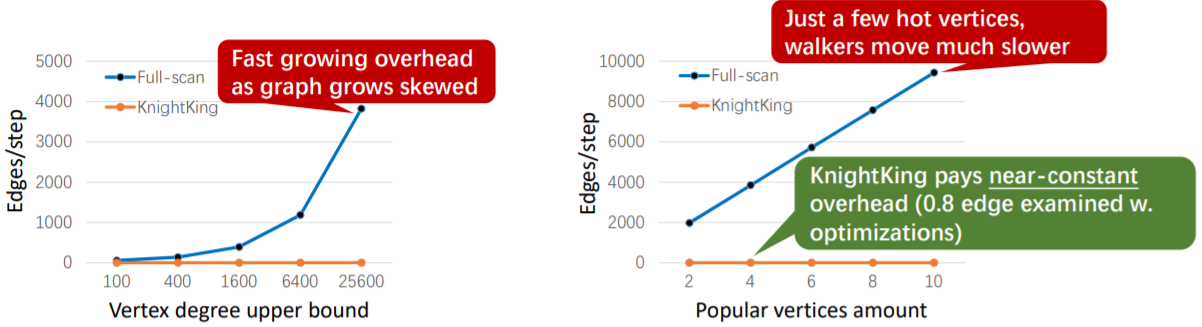 Fast growing overhead
as graph grows skewed
5000
4000
3000
2000
1000
0
Edges/step
Full-scan
KnightKing
100 400 1600 6400 25600
Vertex degree upper bound
Just a few hot vertices,
walkers move much slower
10000
8000
6000
4000
2000
0
Edges/step
Full-scan
KnightKing
KnightKing pays near-constant
overhead (0.8 edge examined w.
optimizations)
2 4 6 8 10
Popular vertices amount